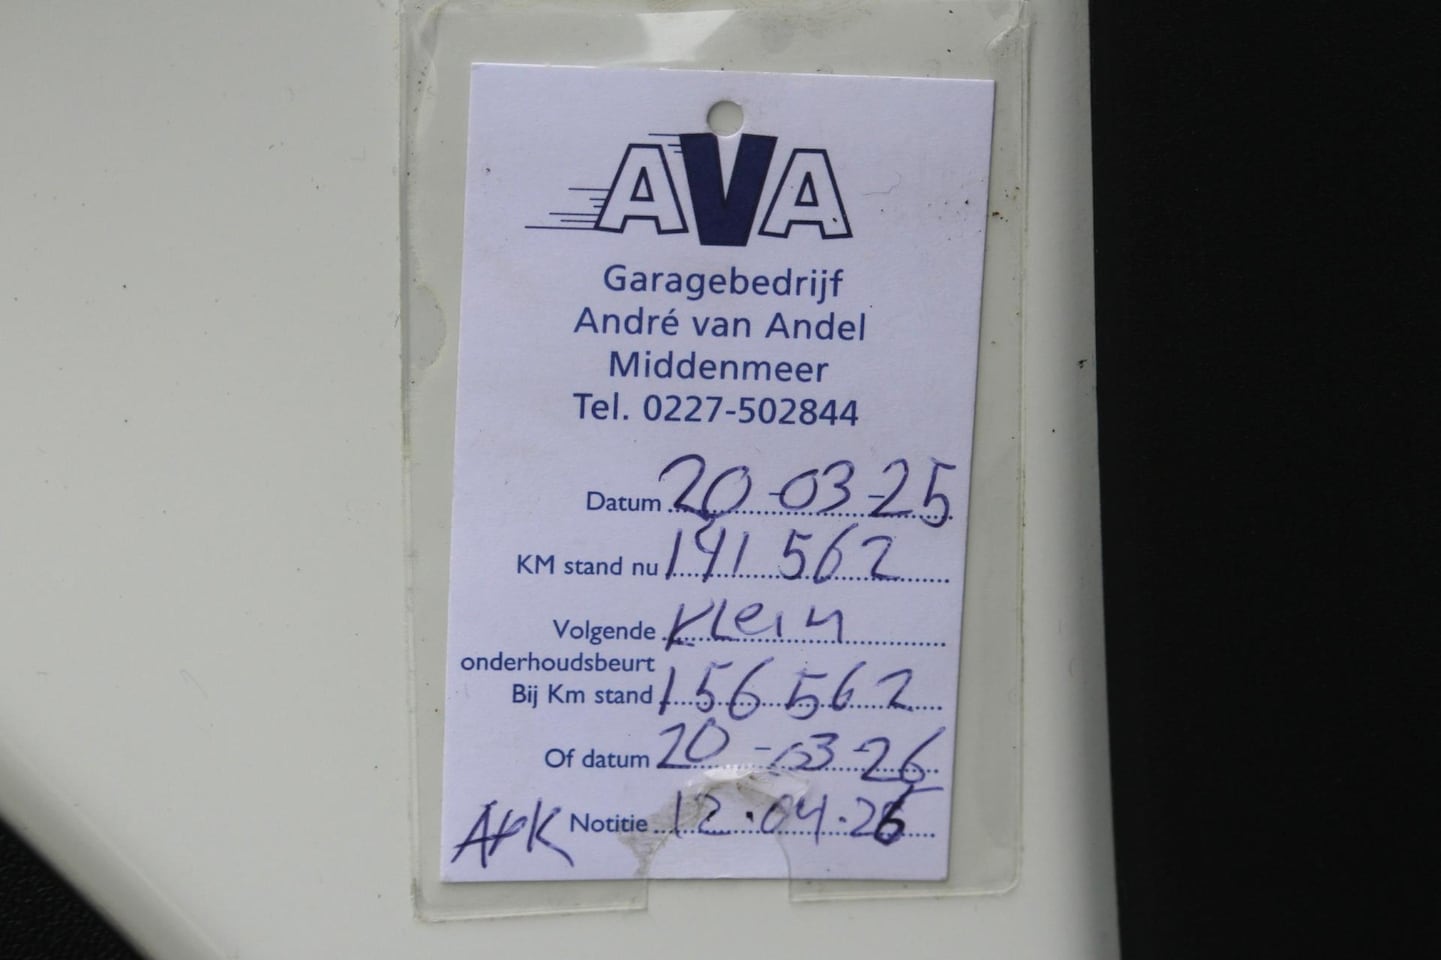 AVA
Garagebedrijf
André van Andel
Middenmeer
Tel. 0227-502844
Datum 20-03-25
KM stand nu 141 562
Volgende Klein
onderhoudsbeurt
Bij Km stand 156 562
Of datum 20-03-26
APK Notitie 12.04.26